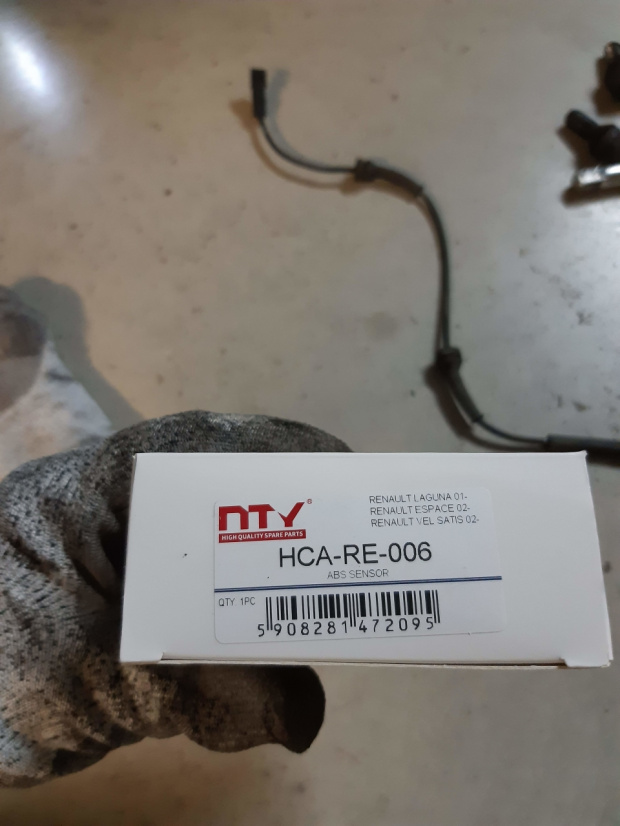 NTY®
HIGH QUALITY SPARE PARTS
RENAULT LAGUNA 01-
RENAULT ESPACE 02-
RENAULT VEL SATIS 02-
HCA-RE-006
ABS SENSOR
QTY 1PC
5 908281 472095